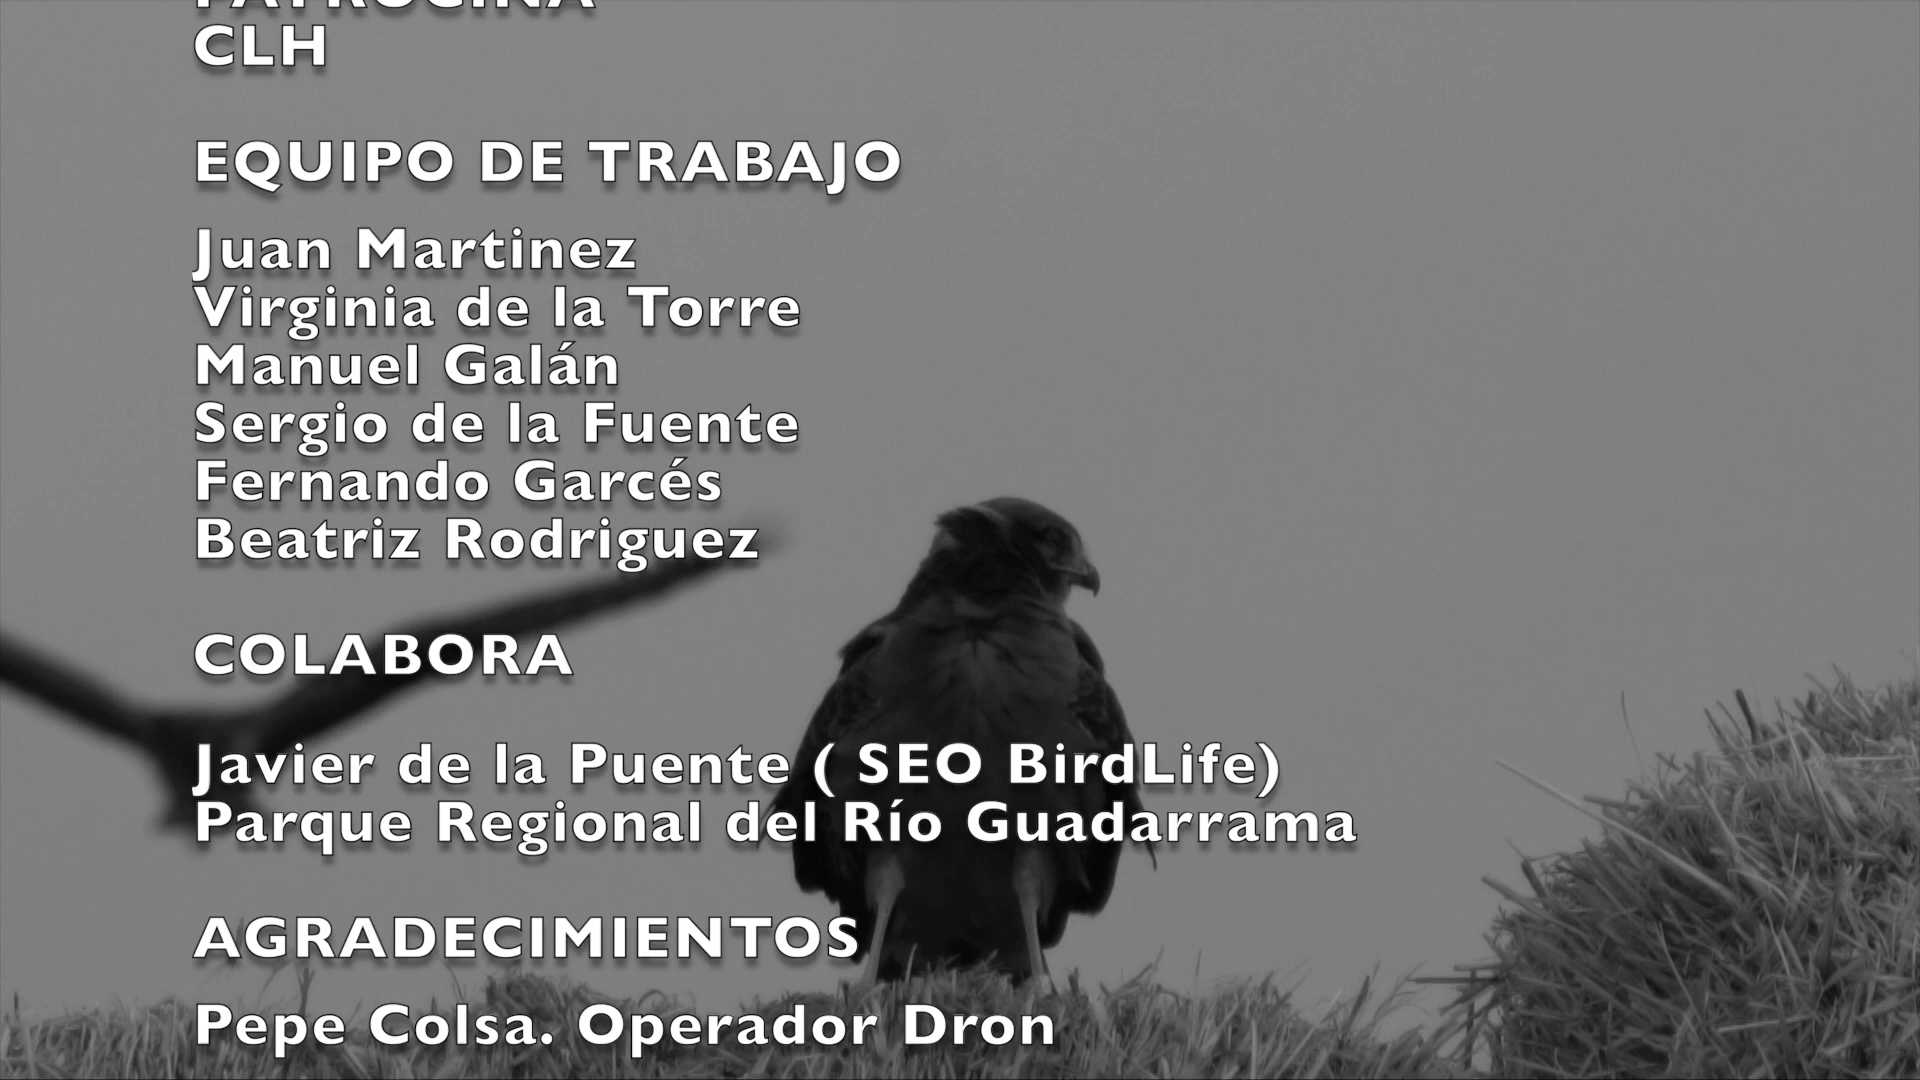 PATROCINA
CLH
EQUIPO DE TRABAJO
Juan Martinez
Virginia de la Torre
Manuel Galán
Sergio de la Fuente
Fernando Garcés
Beatriz Rodriguez
COLABORA
Javier de la Puente ( SEO BirdLife)
Parque Regional del Río Guadarrama
AGRADECIMIENTOS
Pepe Colsa. Operador Dron